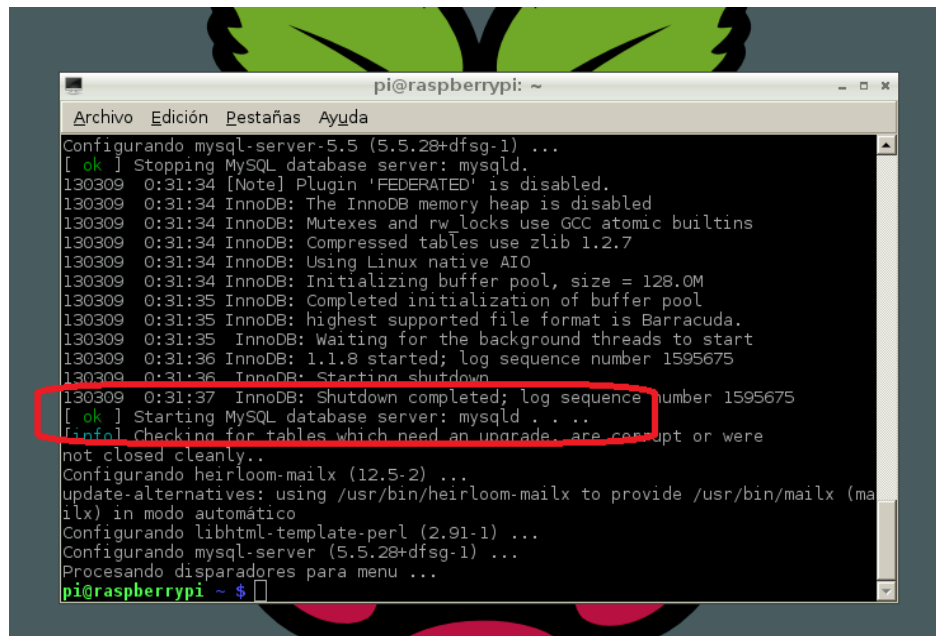 pi@raspberrypi: ~
Archivo Edición Pestañas Ayuda
Configurando mysql-server-5.5 (5.5.28+dfsg-1) ...
[ ok ] Stopping MySQL database server: mysqld.
130309  0:31:34 [Note] Plugin 'FEDERATED' is disabled.
130309  0:31:34 InnoDB: The InnoDB memory heap is disabled
130309  0:31:34 InnoDB: Mutexes and rw_locks use GCC atomic builtins
130309  0:31:34 InnoDB: Compressed tables use zlib 1.2.7
130309  0:31:34 InnoDB: Using Linux native AIO
130309  0:31:34 InnoDB: Initializing buffer pool, size = 128.0M
130309  0:31:35 InnoDB: Completed initialization of buffer pool
130309  0:31:35 InnoDB: highest supported file format is Barracuda.
130309  0:31:35  InnoDB: Waiting for the background threads to start
130309  0:31:36 InnoDB: 1.1.8 started; log sequence number 1595675
130309  0:31:36  InnoDB: Starting shutdown...
130309  0:31:37  InnoDB: Shutdown completed; log sequence number 1595675
[ ok ] Starting MySQL database server: mysqld . . ..
[info] Checking for tables which need an upgrade, are corrupt or were
not closed cleanly..
Configurando heirloom-mailx (12.5-2) ...
update-alternatives: using /usr/bin/heirloom-mailx to provide /usr/bin/mailx (ma
ilx) in modo automático
Configurando libhtml-template-perl (2.91-1) ...
Configurando mysql-server (5.5.28+dfsg-1) ...
Procesando disparadores para menu ...
pi@raspberrypi ~ $